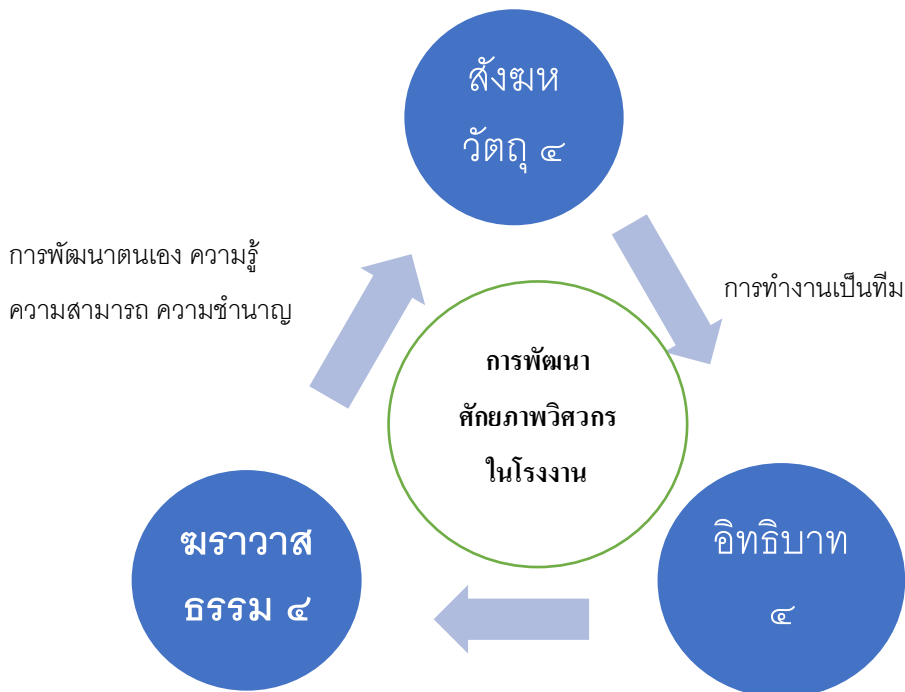 สังฆห
วัตถุ ๔
การพัฒนาตนเอง ความรู้
ความสามารถ ความชำนาญ
การทำงานเป็นทีม
การพัฒนา
ศักยภาพวิศวกร
ในโรงงาน
ฆราวาส
ธรรม ๔
อิทธิบาท
๔